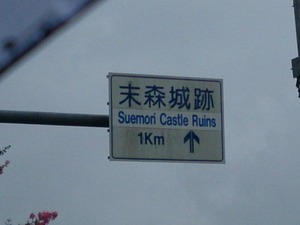 末森城跡
Suemori Castle Ruins
1Km ↑